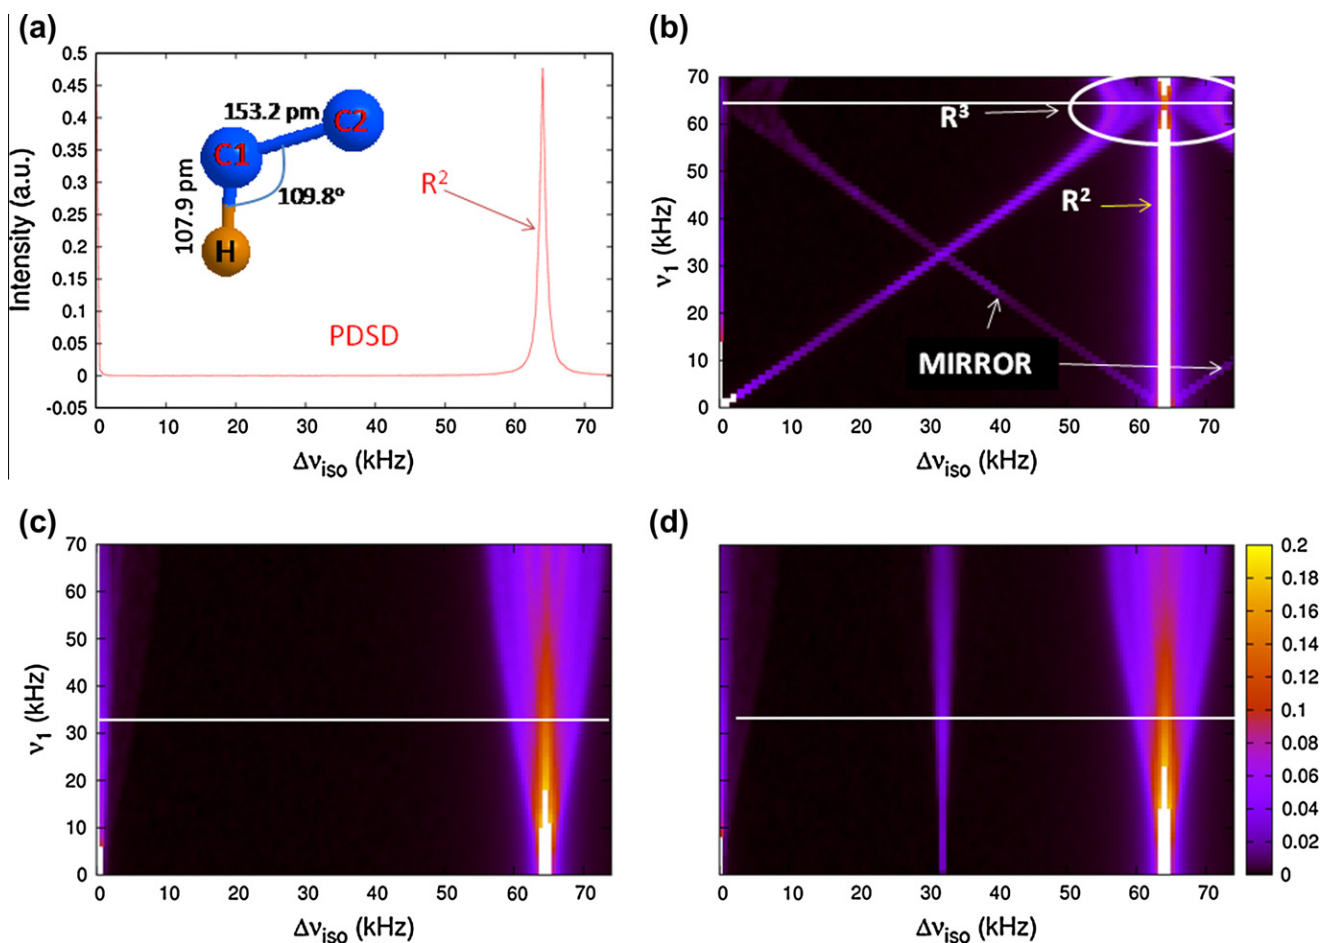 (a)
0.5
0.45
0.4
0.35
0.3
0.25
0.2
0.15
0.1
0.05
0
-0.05
Intensity (a.u.)
153.2 pm
C2
C1
107.9 pm
109.8°
H
R²
PDSD
0 10 20 30 40 50 60 70
Δν_iso (kHz)
(b)
70
60
50
40
30
20
10
0
ν₁ (kHz)
R³
R²
MIRROR
0 10 20 30 40 50 60 70
Δν_iso (kHz)
(c)
70
60
50
40
30
20
10
0
ν₁ (kHz)
0 10 20 30 40 50 60 70
Δν_iso (kHz)
(d)
0 10 20 30 40 50 60 70
Δν_iso (kHz)
0.2
0.18
0.16
0.14
0.12
0.1
0.08
0.06
0.04
0.02
0